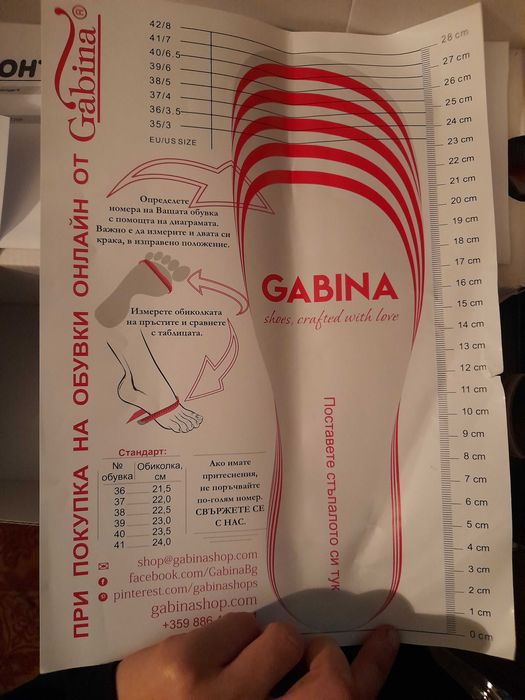 ПРИ ПОКУПКА НА ОБУВКИ ОНЛАЙН ОТ Gabina®
42/8
41/7
40/6.5
39/6
38/5
37/4
36/3.5
35/3
EU/US SIZE
28 cm
27 cm
26 cm
25 cm
24 cm
23 cm
22 cm
21 cm
20 cm
19 cm
18 cm
17 cm
16 cm
15 cm
14 cm
13 cm
12 cm
11 cm
10 cm
9 cm
8 cm
7 cm
6 cm
5 cm
4 cm
3 cm
2 cm
1 cm
0 cm
Определете
номера на Вашата обувка
с помощта на диаграмата.
Важно е да измерите и двата си
крака, в изправено положение.
GABINA
shoes, crafted with love
Измерете обиколката
на пръстите и сравнете
с таблицата.
Поставете стъпалото си тук
Стандарт:
№ обувка Обиколка, см
36 21,5
37 22,0
38 22,5
39 23,0
40 23,5
41 24,0
Ако имате
притеснения,
не поръчвайте
по-голям номер.
СВЪРЖЕТЕ СЕ
С НАС.
shop@gabinashop.com
facebook.com/GabinaBg
pinterest.com/gabinashops
gabinashop.com
+359 886